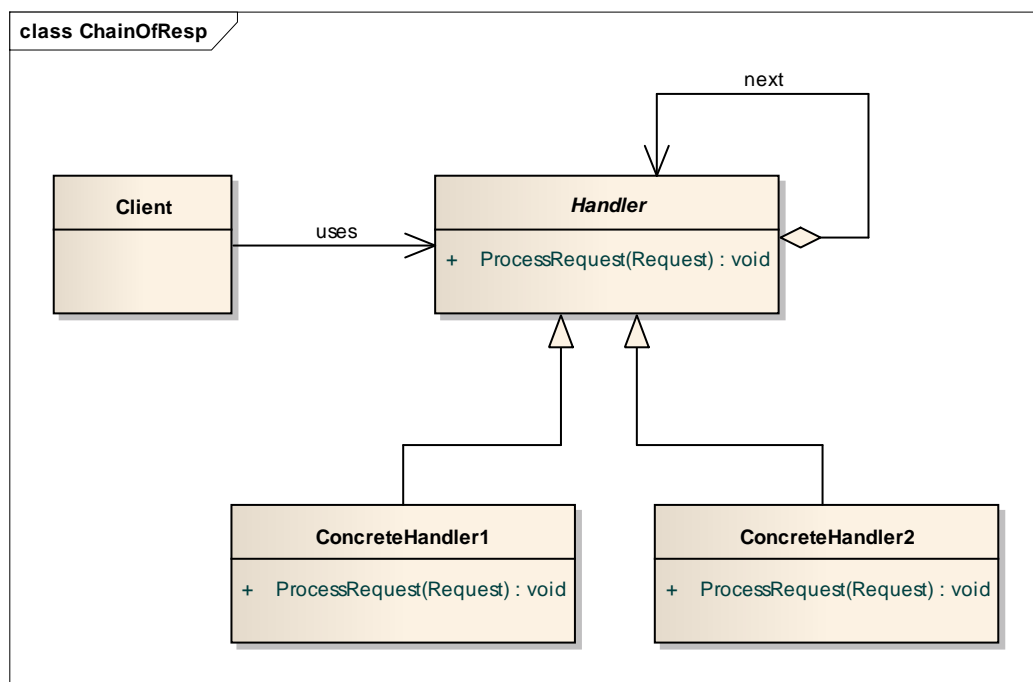 class ChainOfResp
next
Client
Handler
uses
+ ProcessRequest(Request) : void
ConcreteHandler1
ConcreteHandler2
+ ProcessRequest(Request) : void
+ ProcessRequest(Request) : void